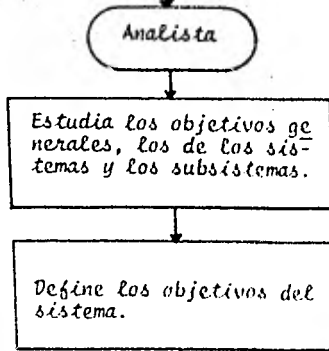 Analista
Estudia los objetivos ge
nerales, los de los sis-
temas y los subsistemas.
Define los objetivos del
sistema.